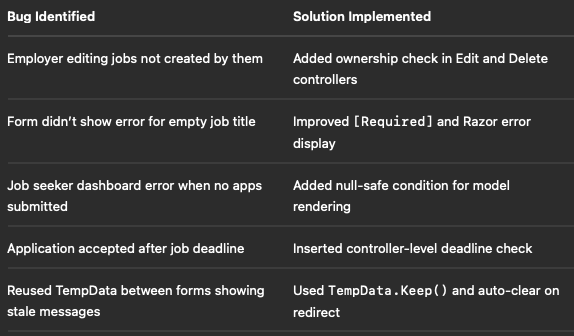 Bug Identified
Solution Implemented
Employer editing jobs not created by them
Added ownership check in Edit and Delete
controllers
Form didn’t show error for empty job title
Improved [Required] and Razor error
display
Job seeker dashboard error when no apps
submitted
Added null-safe condition for model
rendering
Application accepted after job deadline
Inserted controller-level deadline check
Reused TempData between forms showing
stale messages
Used TempData.Keep() and auto-clear on
redirect